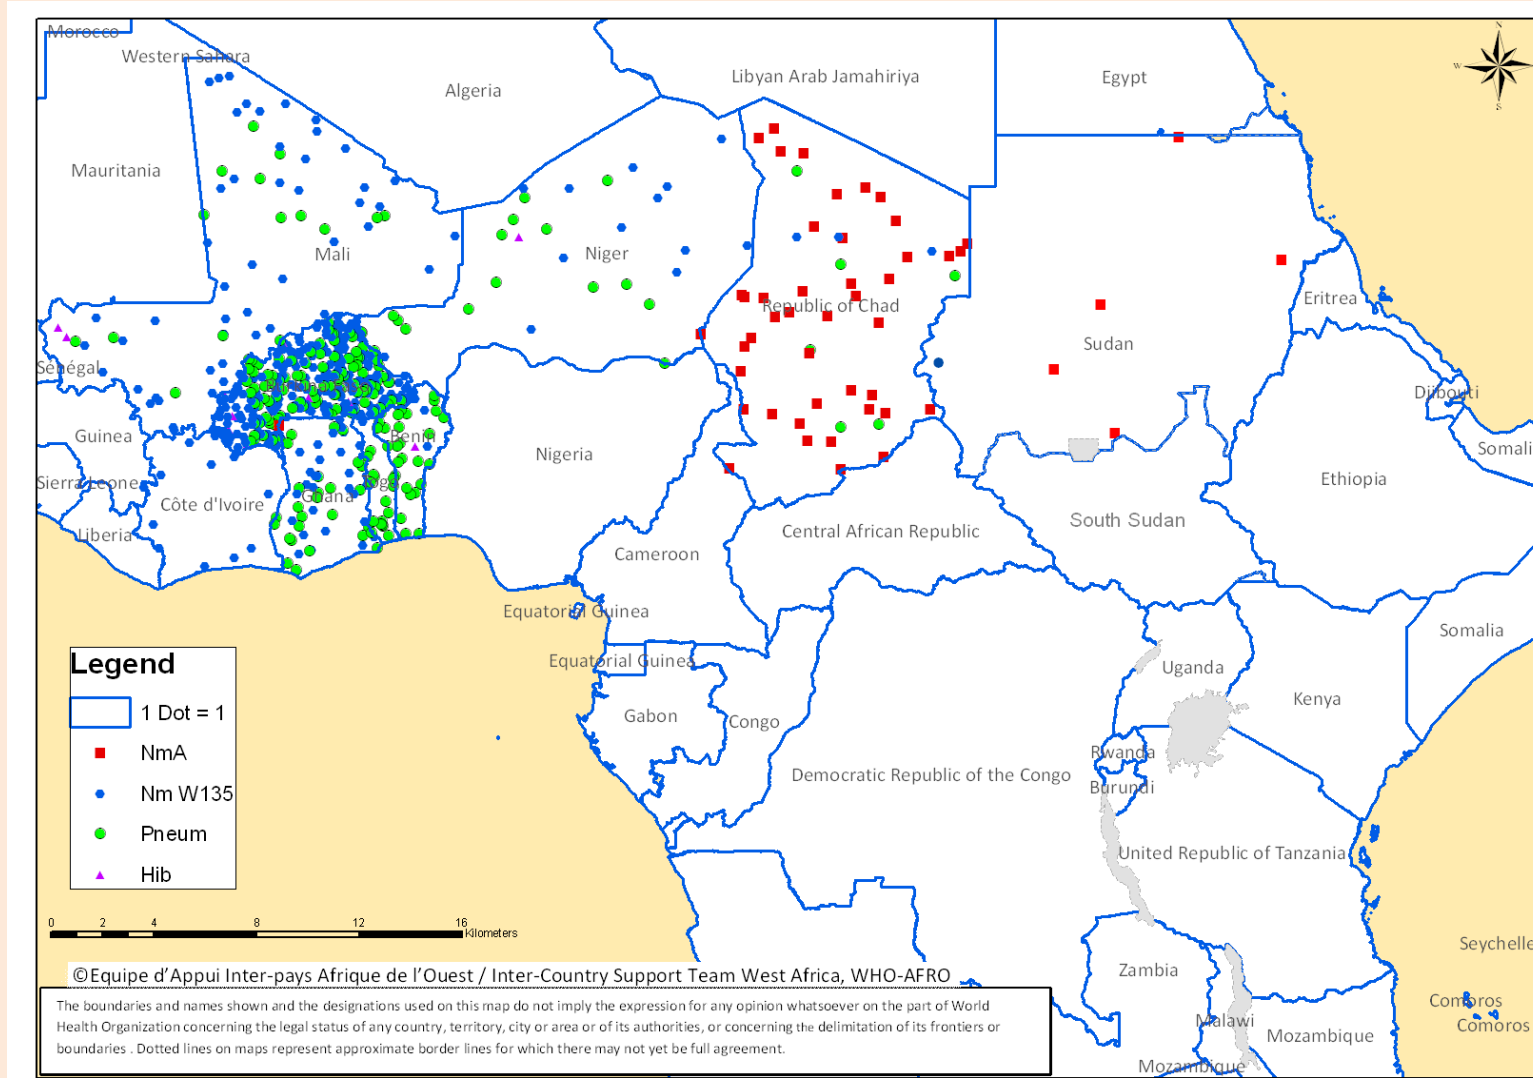 Morocco
N
Western Sahara
Libyan Arab Jamahiriya
Egypt
W
Algeria
S
Mauritania
Mali
Niger
Republic of Chad
Eritrea
Sudan
Sénégal
Djibouti
Guinea
Benin
Somali
Nigeria
Sierra Leone
Ethiopia
Côte d'Ivoire
Ghana
Togo
South Sudan
Central African Republic
Liberia
Cameroon
Equatorial Guinea
Somalia
Equatorial Guinea
Uganda
Kenya
Gabon
Congo
Rwanda
Democratic Republic of the Congo
Burundi
United Republic of Tanzania
Seychelle
Zambia
Comoros
Malawi
Comoros
Mozambique
Mozambique
Legend
1 Dot = 1
NmA
Nm W135
Pneum
Hib
0 2 4 8 12 16
Kilometers
©Equipe d’Appui Inter-pays Afrique de l’Ouest / Inter-Country Support Team West Africa, WHO-AFRO
The boundaries and names shown and the designations used on this map do not imply the expression for any opinion whatsoever on the part of World
Health Organization concerning the legal status of any country, territory, city or area or of its authorities, or concerning the delimitation of its frontiers or
boundaries . Dotted lines on maps represent approximate border lines for which there may not yet be full agreement.